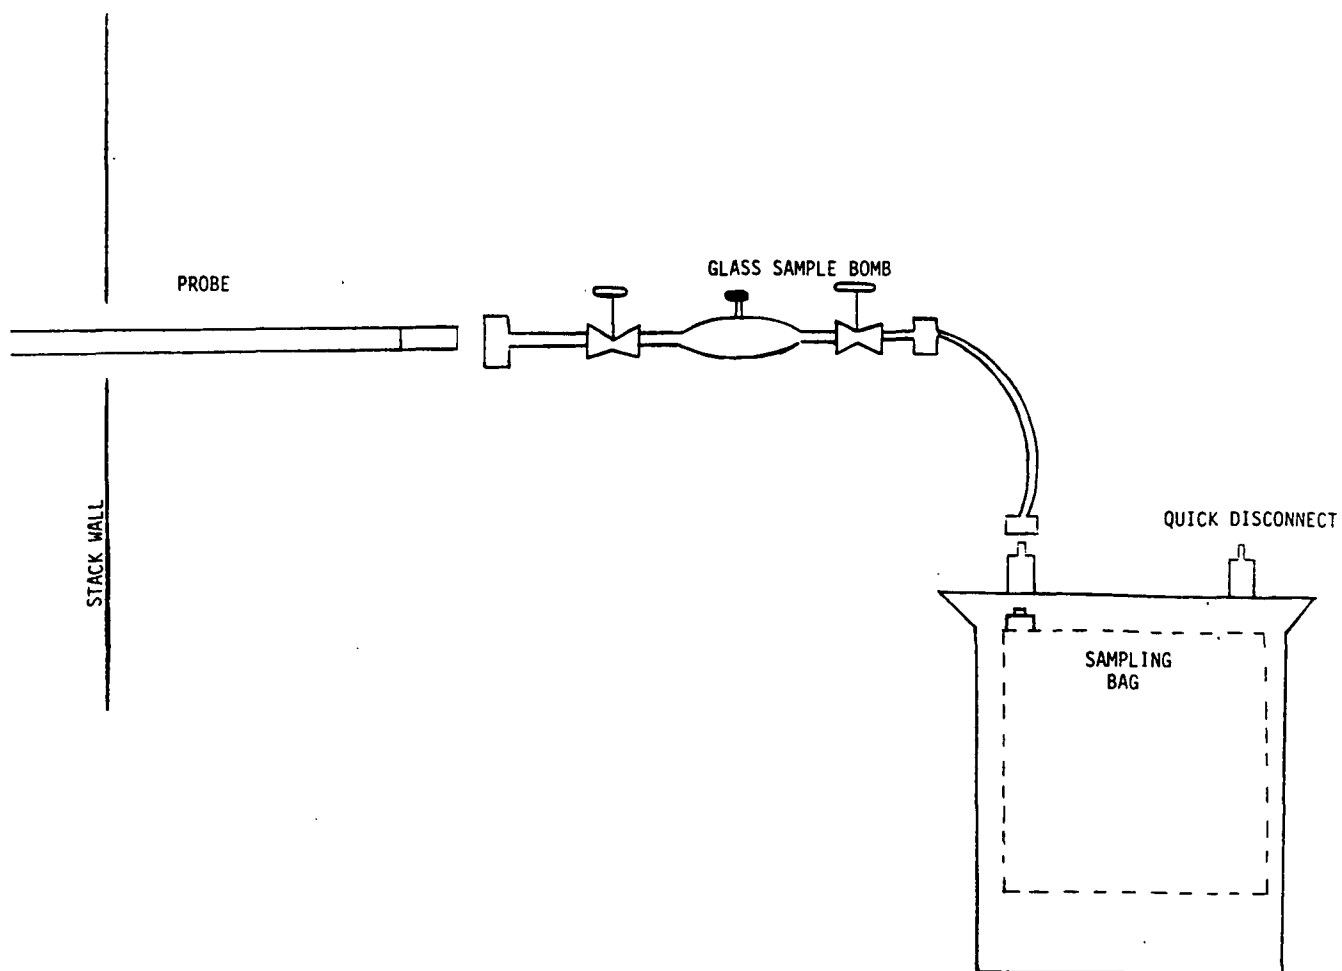 PROBE
GLASS SAMPLE BOMB
STACK WALL
QUICK DISCONNECT
SAMPLING
BAG